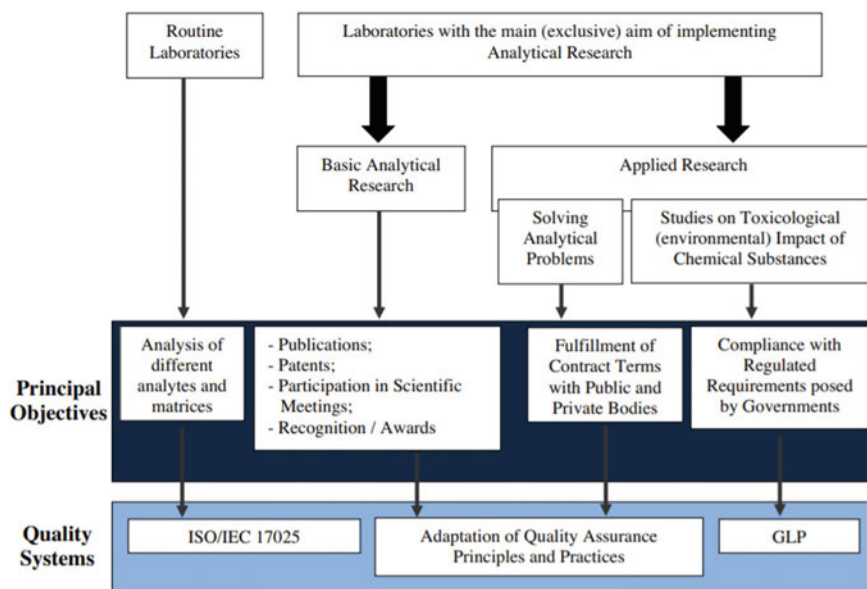 Routine
Laboratories
Laboratories with the main (exclusive) aim of implementing
Analytical Research
Basic Analytical
Research
Applied Research
Solving
Analytical
Problems
Studies on Toxicological
(environmental) Impact of
Chemical Substances
Principal
Objectives
Analysis of
different
analytes and
matrices
- Publications;
- Patents;
- Participation in Scientific
Meetings;
- Recognition / Awards
Fulfillment of
Contract Terms
with Public and
Private Bodies
Compliance with
Regulated
Requirements posed
by Governments
Quality
Systems
ISO/IEC 17025
Adaptation of Quality Assurance
Principles and Practices
GLP